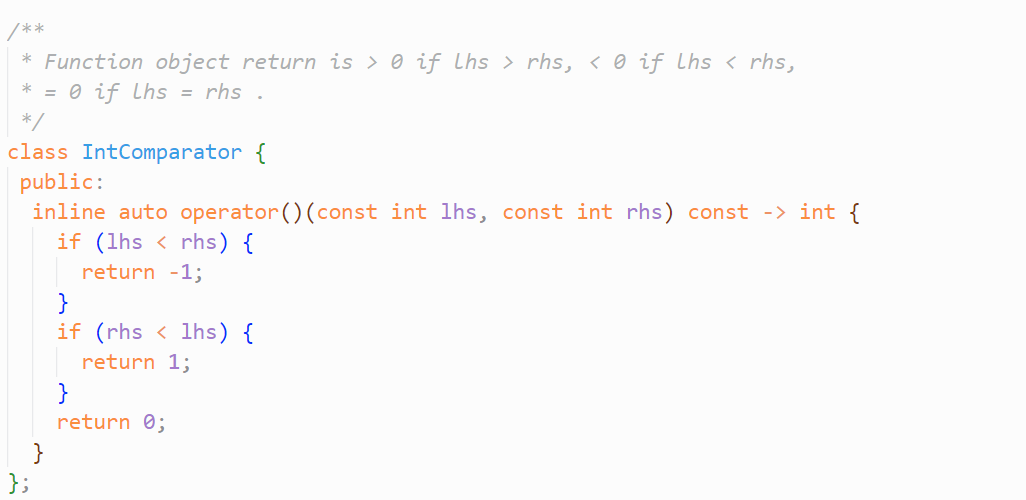 /**
 * Function object return is > 0 if lhs > rhs, < 0 if lhs < rhs,
 * = 0 if lhs = rhs .
 */
class IntComparator {
 public:
  inline auto operator()(const int lhs, const int rhs) const -> int {
    if (lhs < rhs) {
      return -1;
    }
    if (rhs < lhs) {
      return 1;
    }
    return 0;
  }
};